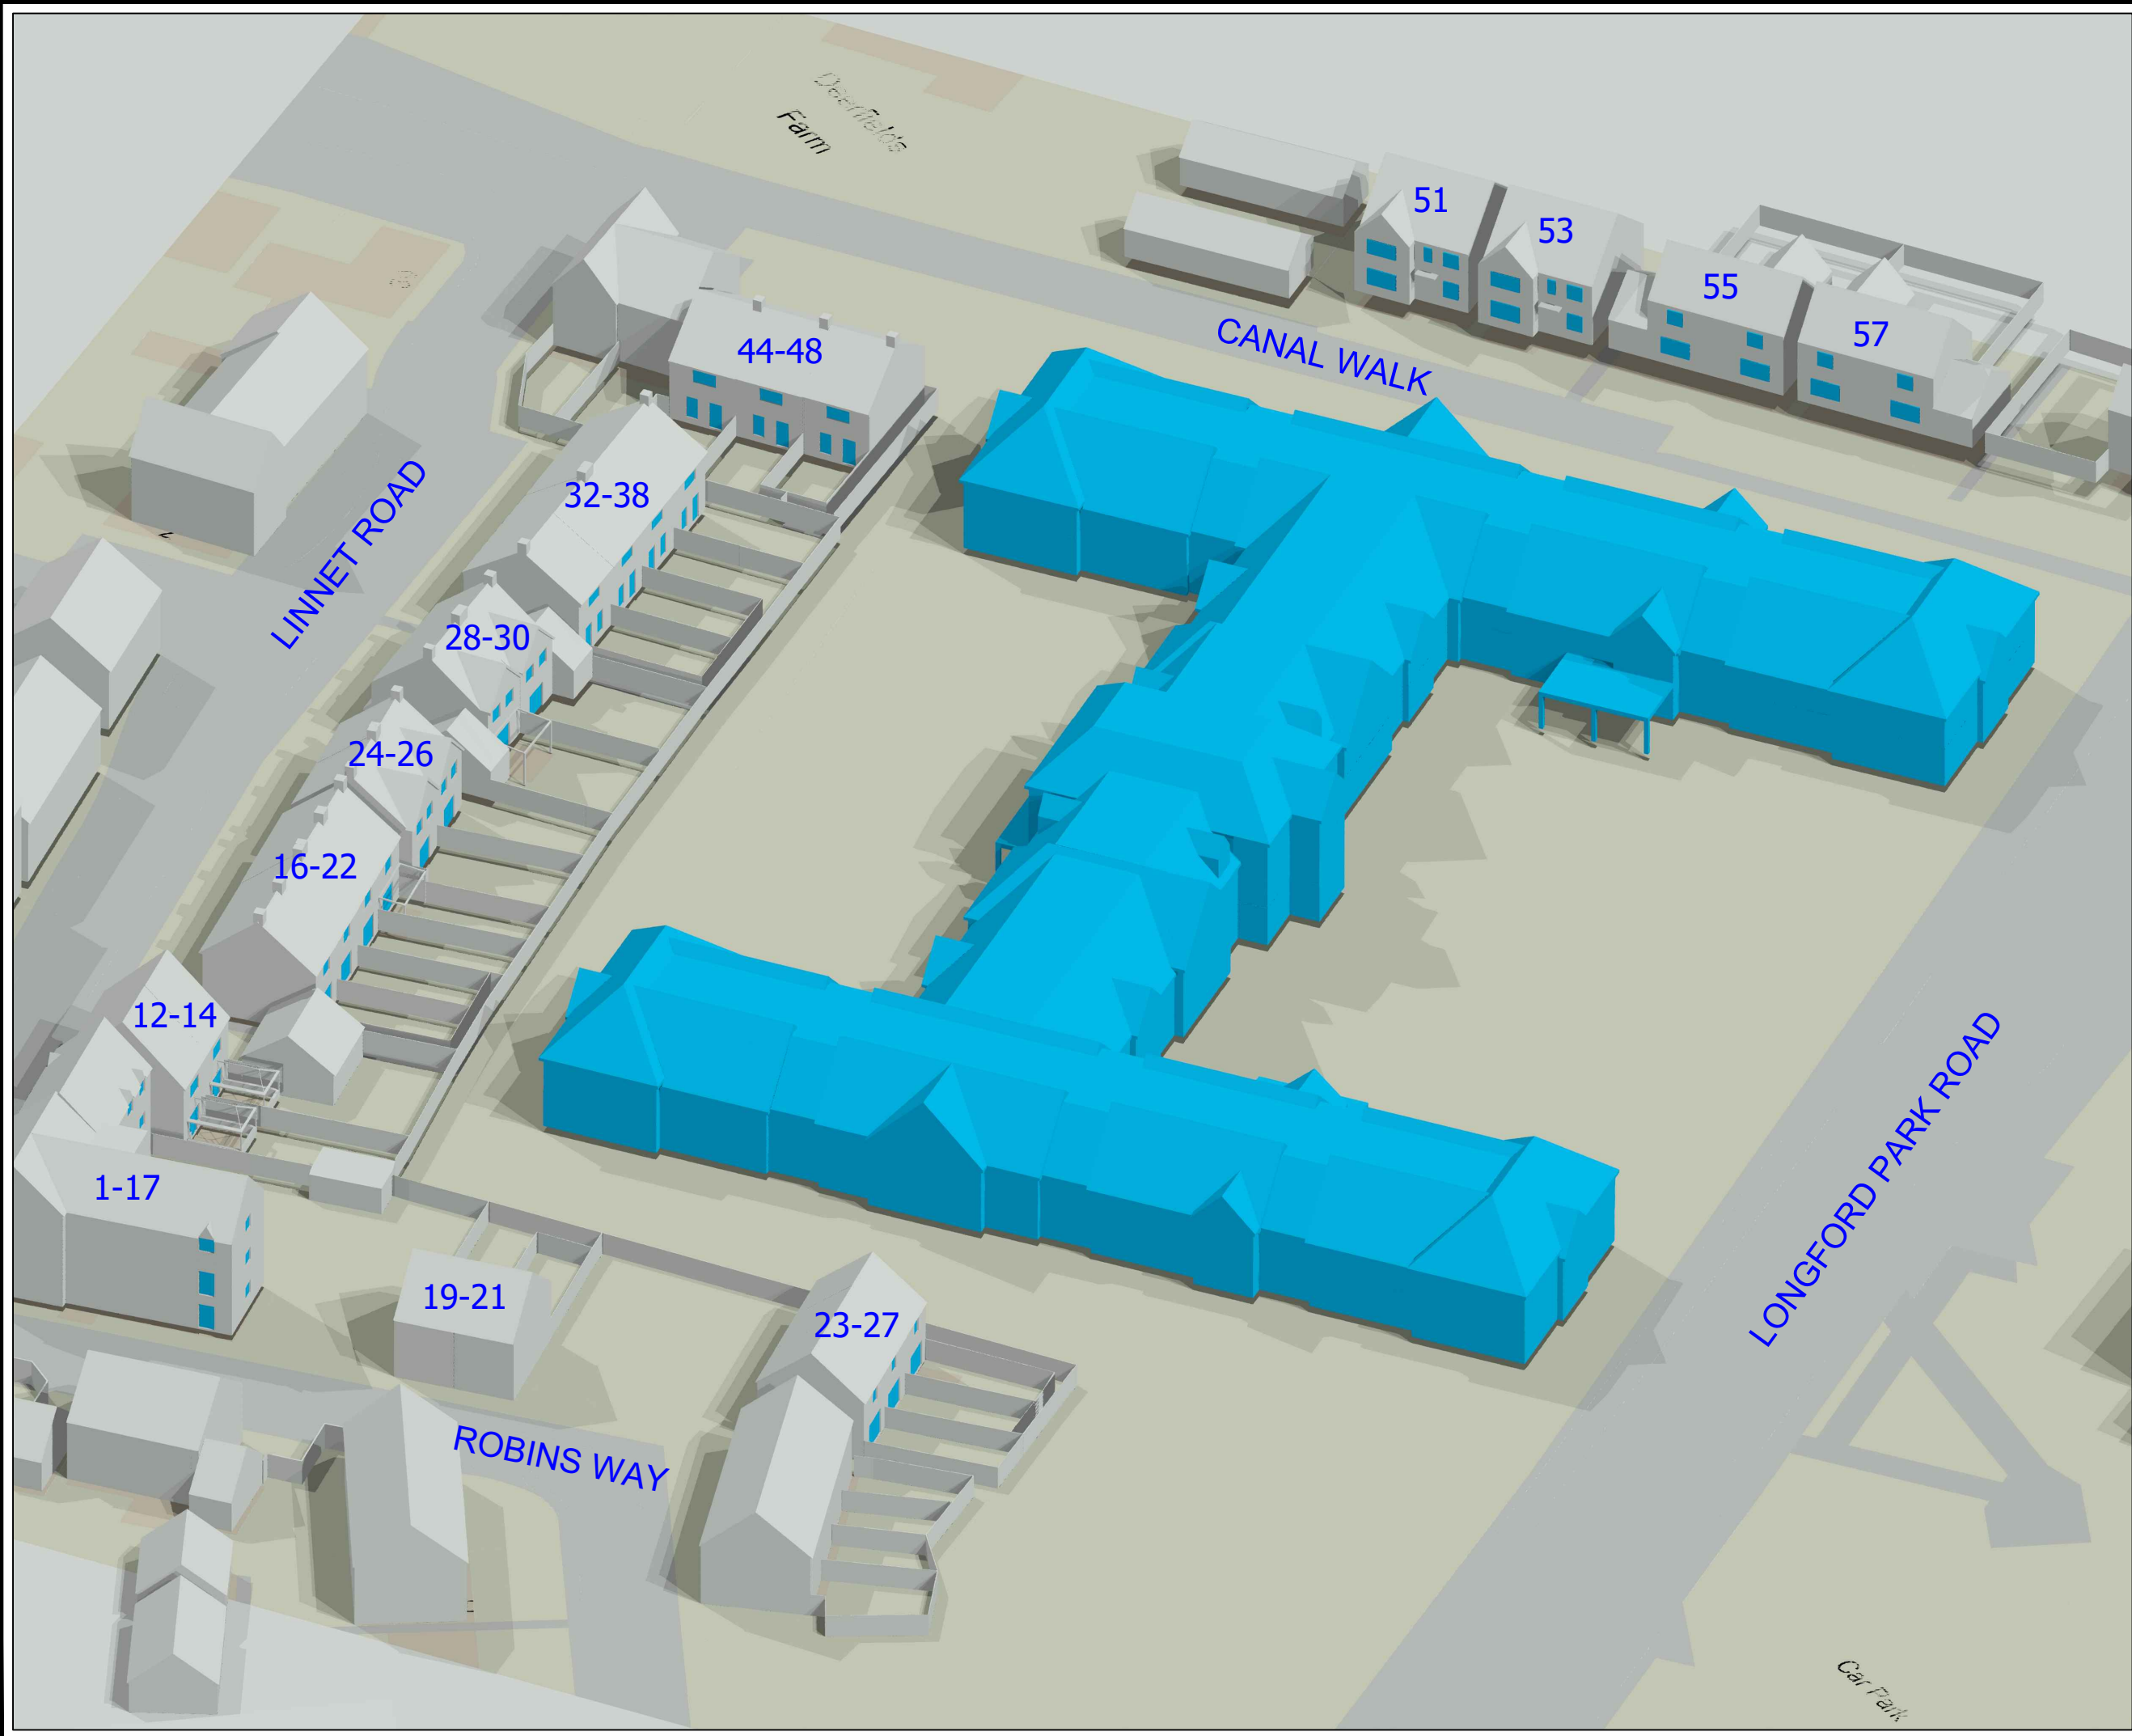 Deerfields
Farm
51
53
55
57
CANAL WALK
44-48
32-38
LINNET ROAD
28-30
24-26
16-22
12-14
1-17
19-21
23-27
ROBINS WAY
LONGFORD PARK ROAD
Car Park